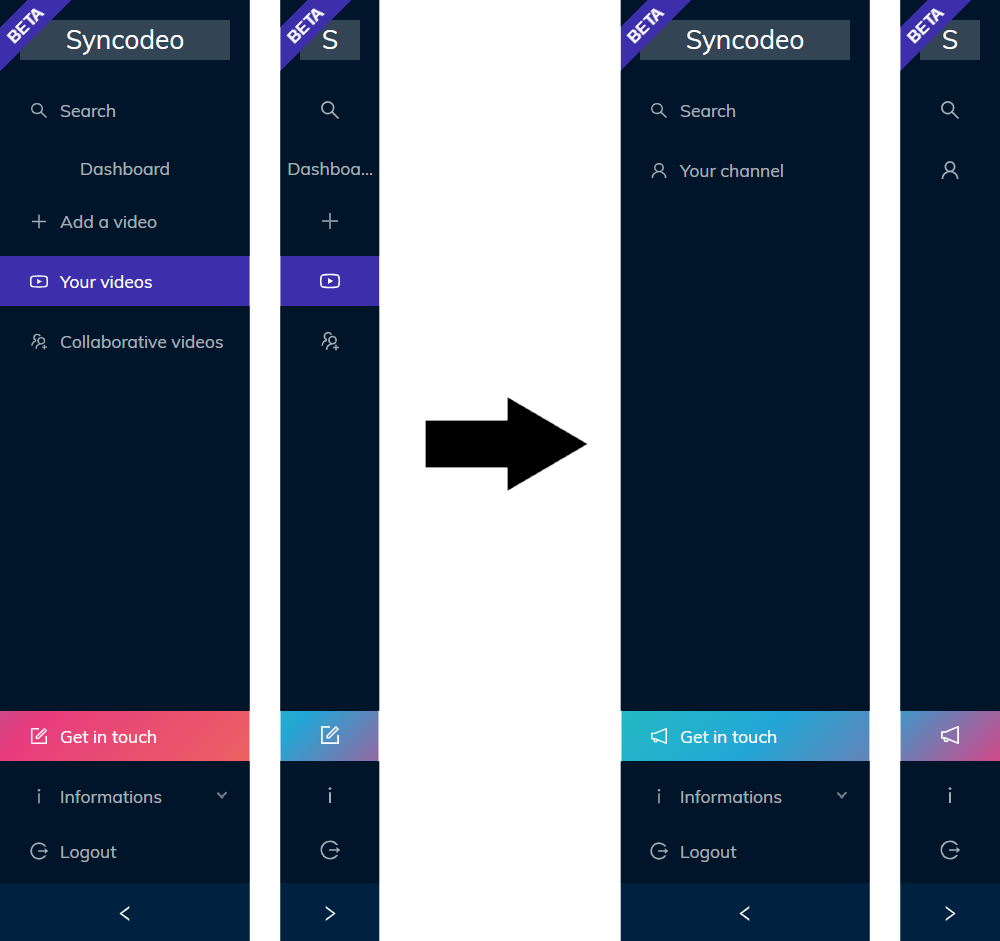 BETA
Syncodeo
Search
Dashboard
Add a video
Your videos
Collaborative videos
Get in touch
Informations
Logout
<
BETA
S
Dashboa...
>
BETA
Syncodeo
Search
Your channel
Get in touch
Informations
Logout
<
BETA
S
>